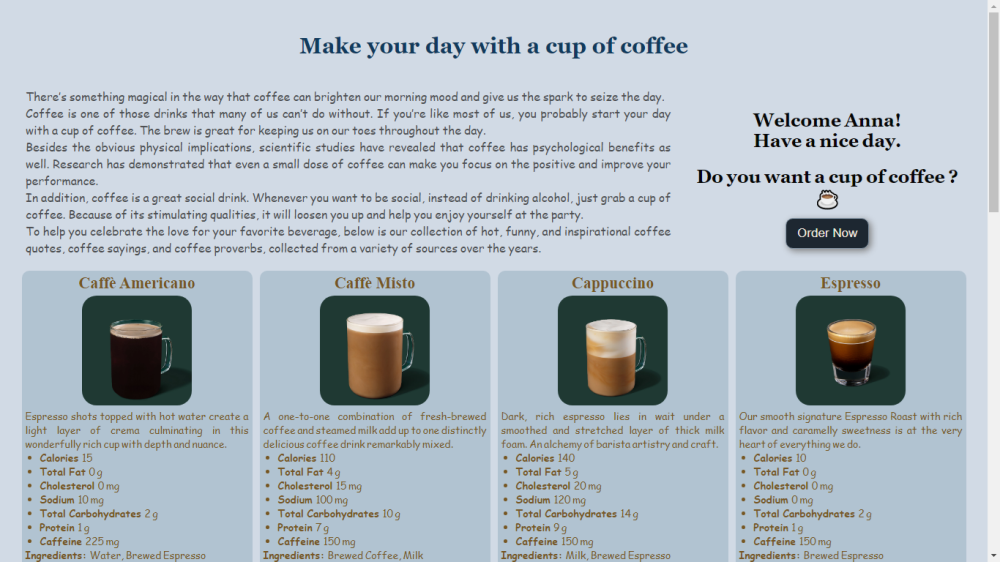 Make your day with a cup of coffee
There's something magical in the way that coffee can brighten our morning mood and give us the spark to seize the day.
Coffee is one of those drinks that many of us can't do without. If you're like most of us, you probably start your day
with a cup of coffee. The brew is great for keeping us on our toes throughout the day.
Besides the obvious physical implications, scientific studies have revealed that coffee has psychological benefits as
well. Research has demonstrated that even a small dose of coffee can make you focus on the positive and improve your
performance.
In addition, coffee is a great social drink. Whenever you want to be social, instead of drinking alcohol, just grab a cup of
coffee. Because of its stimulating qualities, it will loosen you up and help you enjoy yourself at the party.
To help you celebrate the love for your favorite beverage, below is our collection of hot, funny, and inspirational coffee
quotes, coffee sayings, and coffee proverbs, collected from a variety of sources over the years.
Welcome Anna!
Have a nice day.
Do you want a cup of coffee ?
Order Now
Caffè Americano
Espresso shots topped with hot water create a
light layer of crema culminating in this
wonderfully rich cup with depth and nuance.
Calories 15
Total Fat 0 g
Cholesterol 0 mg
Sodium 10 mg
Total Carbohydrates 2 g
Protein 1 g
Caffeine 225 mg
Ingredients: Water, Brewed Espresso
Caffè Misto
A one-to-one combination of fresh-brewed
coffee and steamed milk add up to one distinctly
delicious coffee drink remarkably mixed.
Calories 110
Total Fat 4 g
Cholesterol 15 mg
Sodium 100 mg
Total Carbohydrates 10 g
Protein 7 g
Caffeine 150 mg
Ingredients: Brewed Coffee, Milk
Cappuccino
Dark, rich espresso lies in wait under a
smoothed and stretched layer of thick milk
foam. An alchemy of barista artistry and craft.
Calories 140
Total Fat 5 g
Cholesterol 20 mg
Sodium 120 mg
Total Carbohydrates 14 g
Protein 9 g
Caffeine 150 mg
Ingredients: Milk, Brewed Espresso
Espresso
Our smooth signature Espresso Roast with rich
flavor and caramelly sweetness is at the very
heart of everything we do.
Calories 10
Total Fat 0 g
Cholesterol 0 mg
Sodium 0 mg
Total Carbohydrates 2 g
Protein 1 g
Caffeine 150 mg
Ingredients: Brewed Espresso